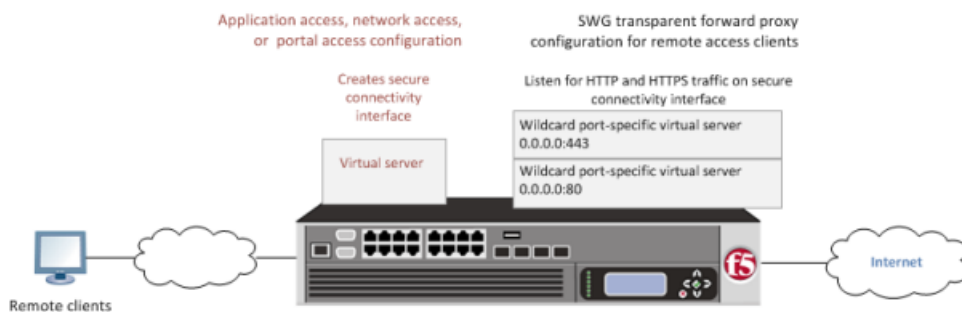 Application access, network access,
or portal access configuration
SWG transparent forward proxy
configuration for remote access clients
Creates secure
connectivity
interface
Listen for HTTP and HTTPS traffic on secure
connectivity interface
Virtual server
Wildcard port-specific virtual server
0.0.0.0:443
Wildcard port-specific virtual server
0.0.0.0:80
f5
Internet
Remote clients